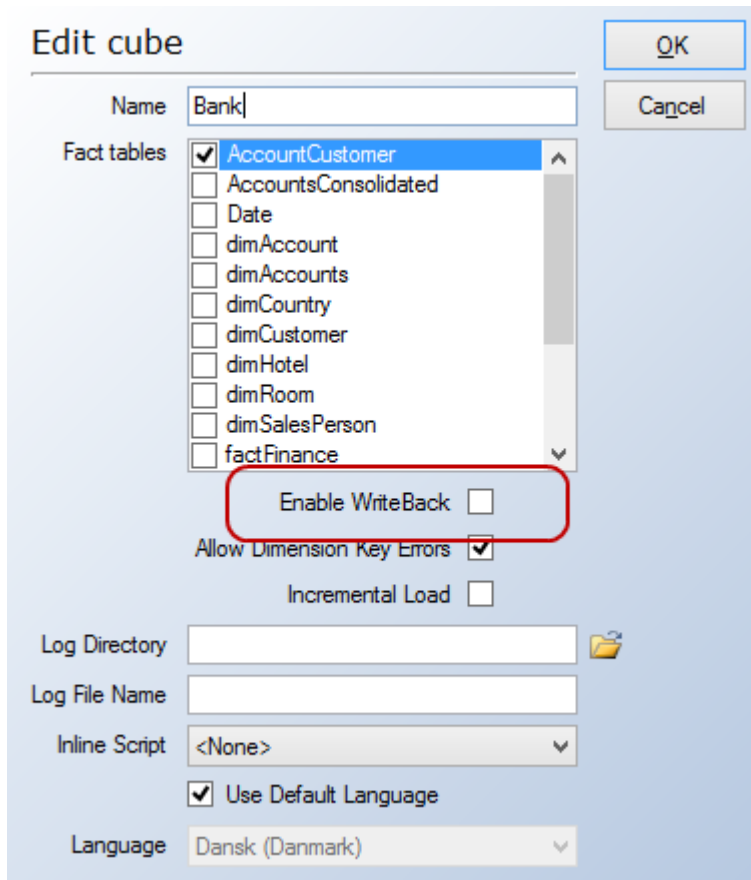 Edit cube
OK
Name Bank
Cancel
Fact tables AccountCustomer
AccountsConsolidated
Date
dimAccount
dimAccounts
dimCountry
dimCustomer
dimHotel
dimRoom
dimSalesPerson
factFinance
Enable WriteBack
Allow Dimension Key Errors
Incremental Load
Log Directory
Log File Name
Inline Script <None>
Use Default Language
Language Dansk (Danmark)